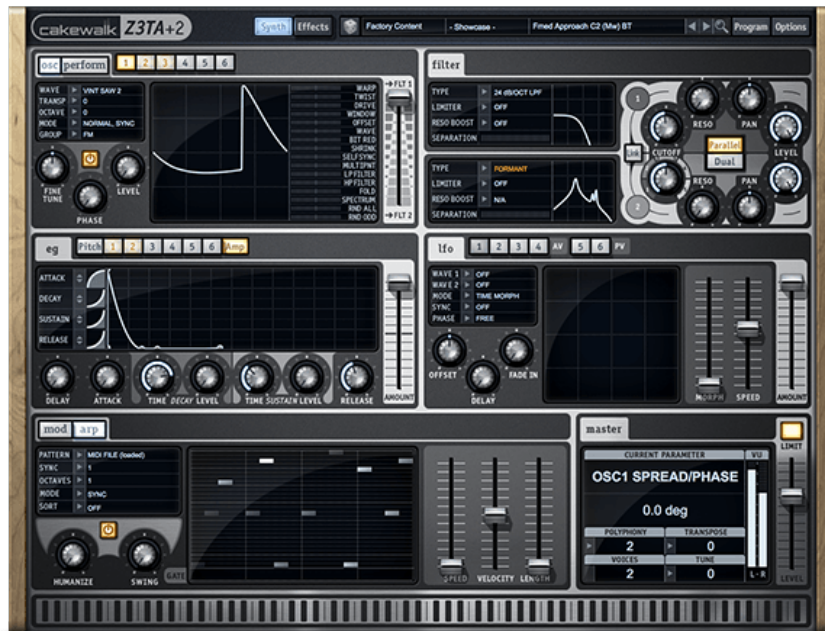 cakewalk Z3TA+2
Synth Effects Factory Content - Showcase - Fmed Approach C2 (Mw) BT Program Options
osc perform 1 2 3 4 5 6
WAVE VINT SAW 2
TRANSP 0
OCTAVE 0
MODE NORMAL, SYNC
GROUP FM
FINE TUNE
PHASE
LEVEL
FLT 1
WARP
TWIST
DRIVE
WINDOW
OFFSET
WAVE
BIT RED
SHRINK
SELFSYNC
MULTIPNT
LPFILTER
HPFILTER
FOLD
SPECTRUM
RND ALL
RND ODD
FLT 2
filter
TYPE 24 dB/OCT LPF
LIMITER OFF
RESO BOOST OFF
SEPARATION
TYPE FORMANT
LIMITER OFF
RESO BOOST N/A
SEPARATION
1
RESO PAN
Link CUTOFF Parallel LEVEL
Dual
RESO PAN
2
eg Pitch 1 2 3 4 5 6 Amp
ATTACK
DECAY
SUSTAIN
RELEASE
DELAY ATTACK TIME DECAY LEVEL TIME SUSTAIN LEVEL RELEASE AMOUNT
lfo 1 2 3 4 AV 5 6 PV
WAVE 1 OFF
WAVE 2 OFF
MODE TIME MORPH
SYNC OFF
PHASE FREE
OFFSET FADE IN
DELAY
MORPH SPEED AMOUNT
mod arp
PATTERN MIDI FILE (loaded)
SYNC 1
OCTAVES 1
MODE SYNC
SORT OFF
HUMANIZE SWING GATE
SPEED VELOCITY LENGTH
master
LIMIT
CURRENT PARAMETER VU
OSC1 SPREAD/PHASE
0.0 deg
POLYPHONY TRANSPOSE
2 0
VOICES TUNE
2 0
L - R
LEVEL